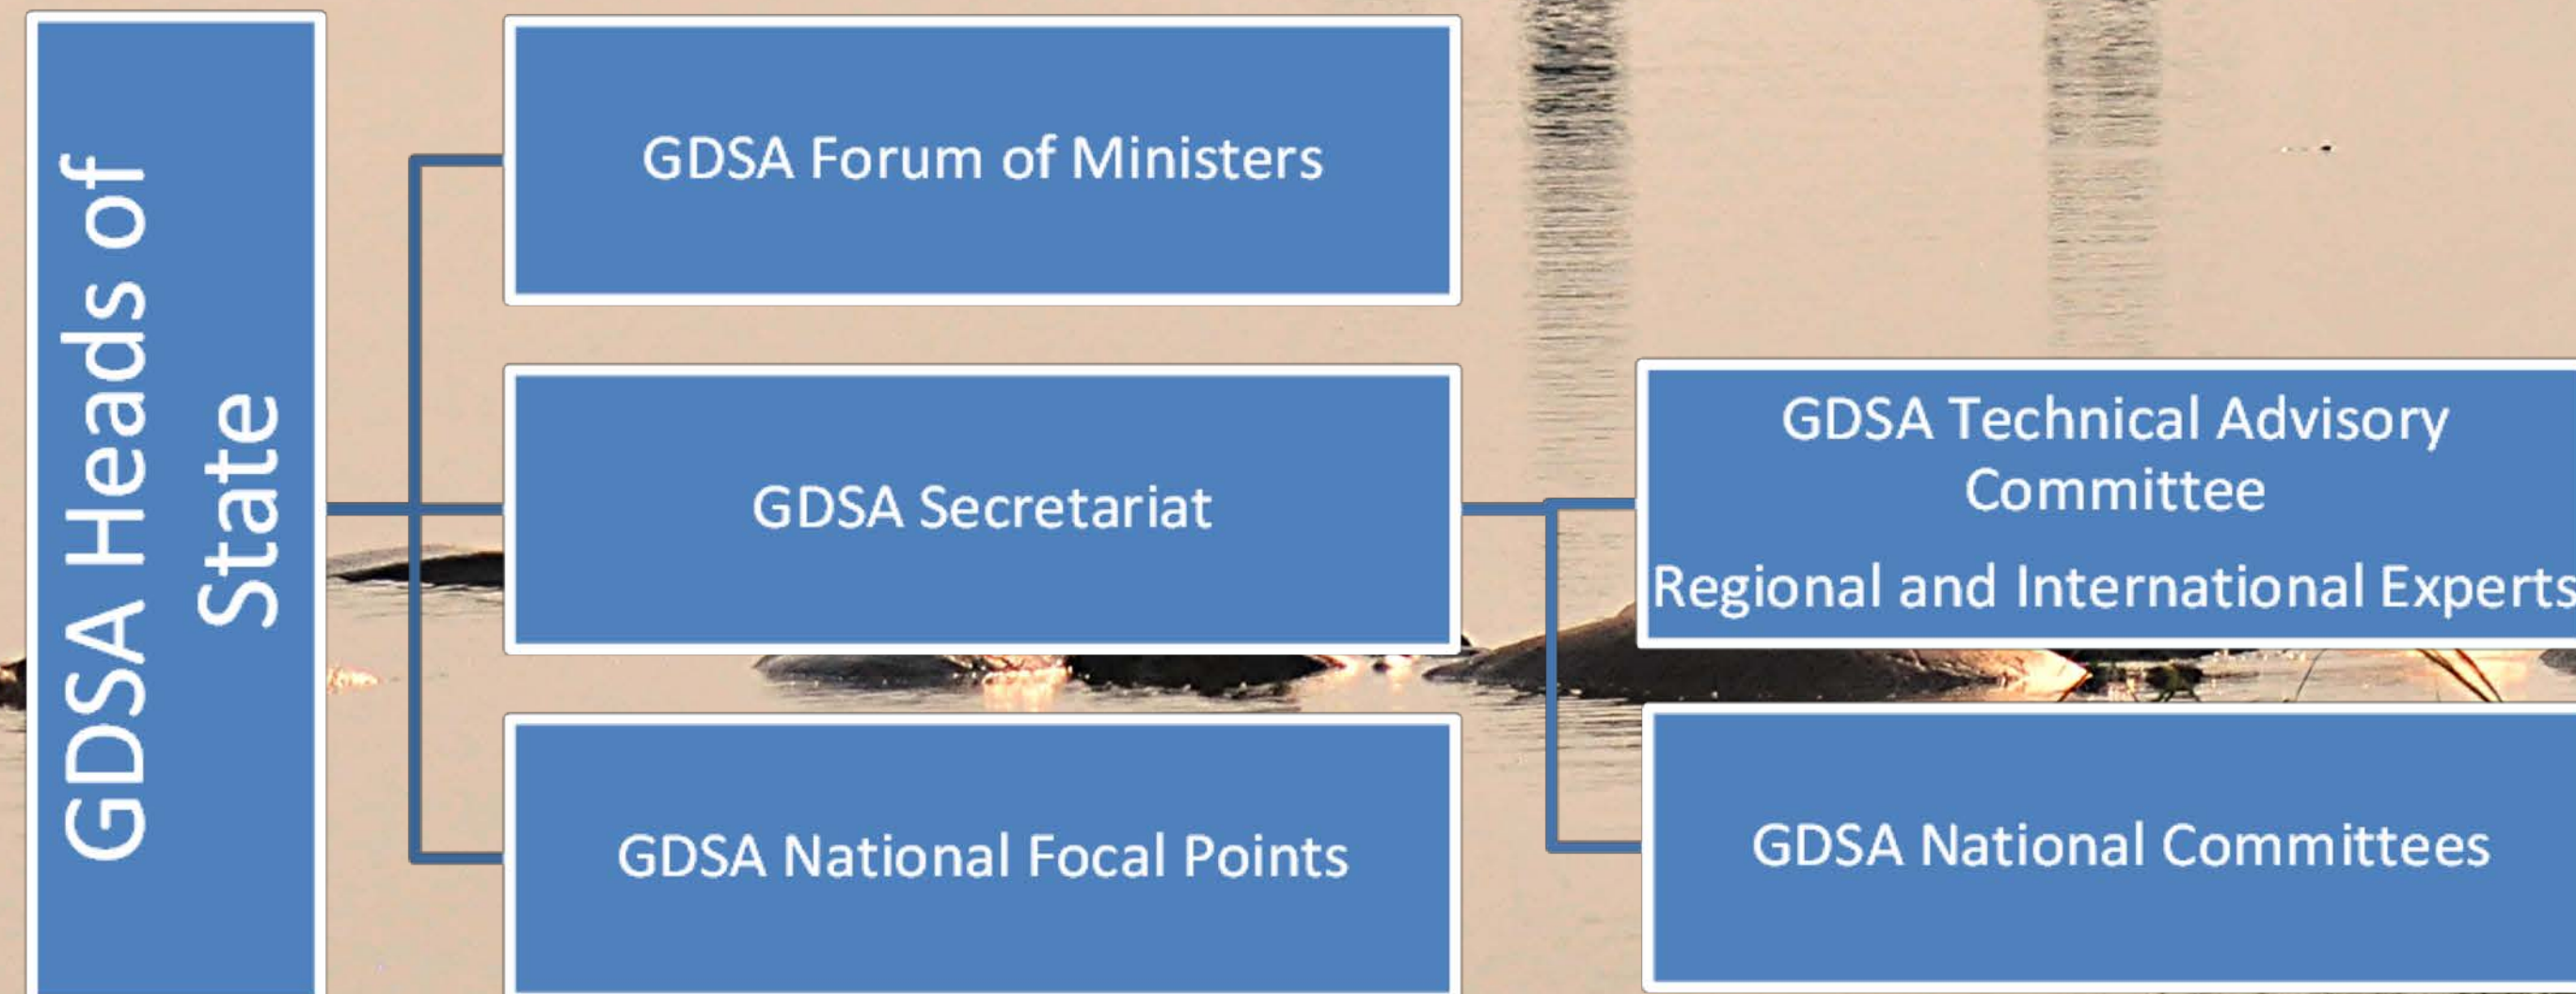 GDSA Heads of
State
GDSA Forum of Ministers
GDSA Secretariat
GDSA National Focal Points
GDSA Technical Advisory
Committee
Regional and International Experts
GDSA National Committees